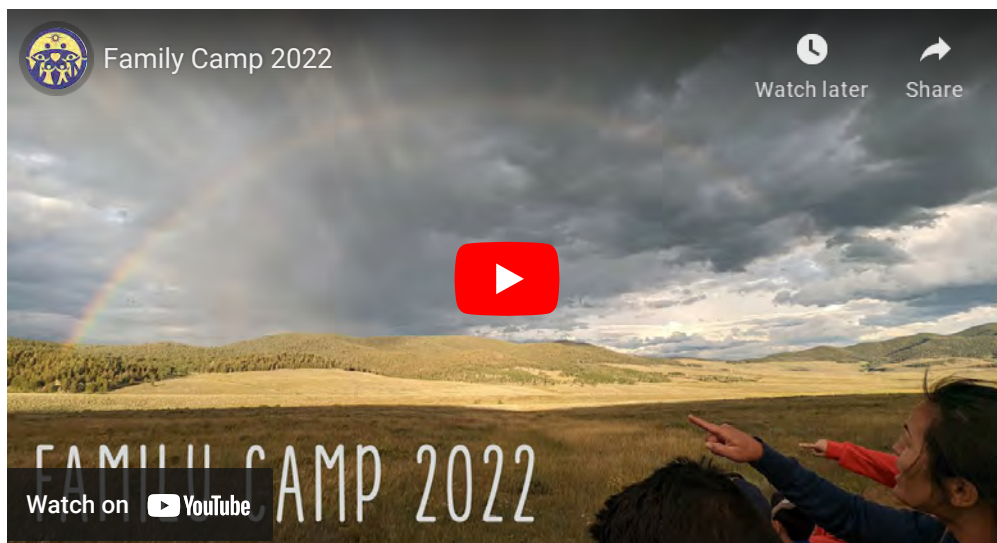 Family Camp 2022
Watch later
Share
FAMILY CAMP 2022
Watch on YouTube